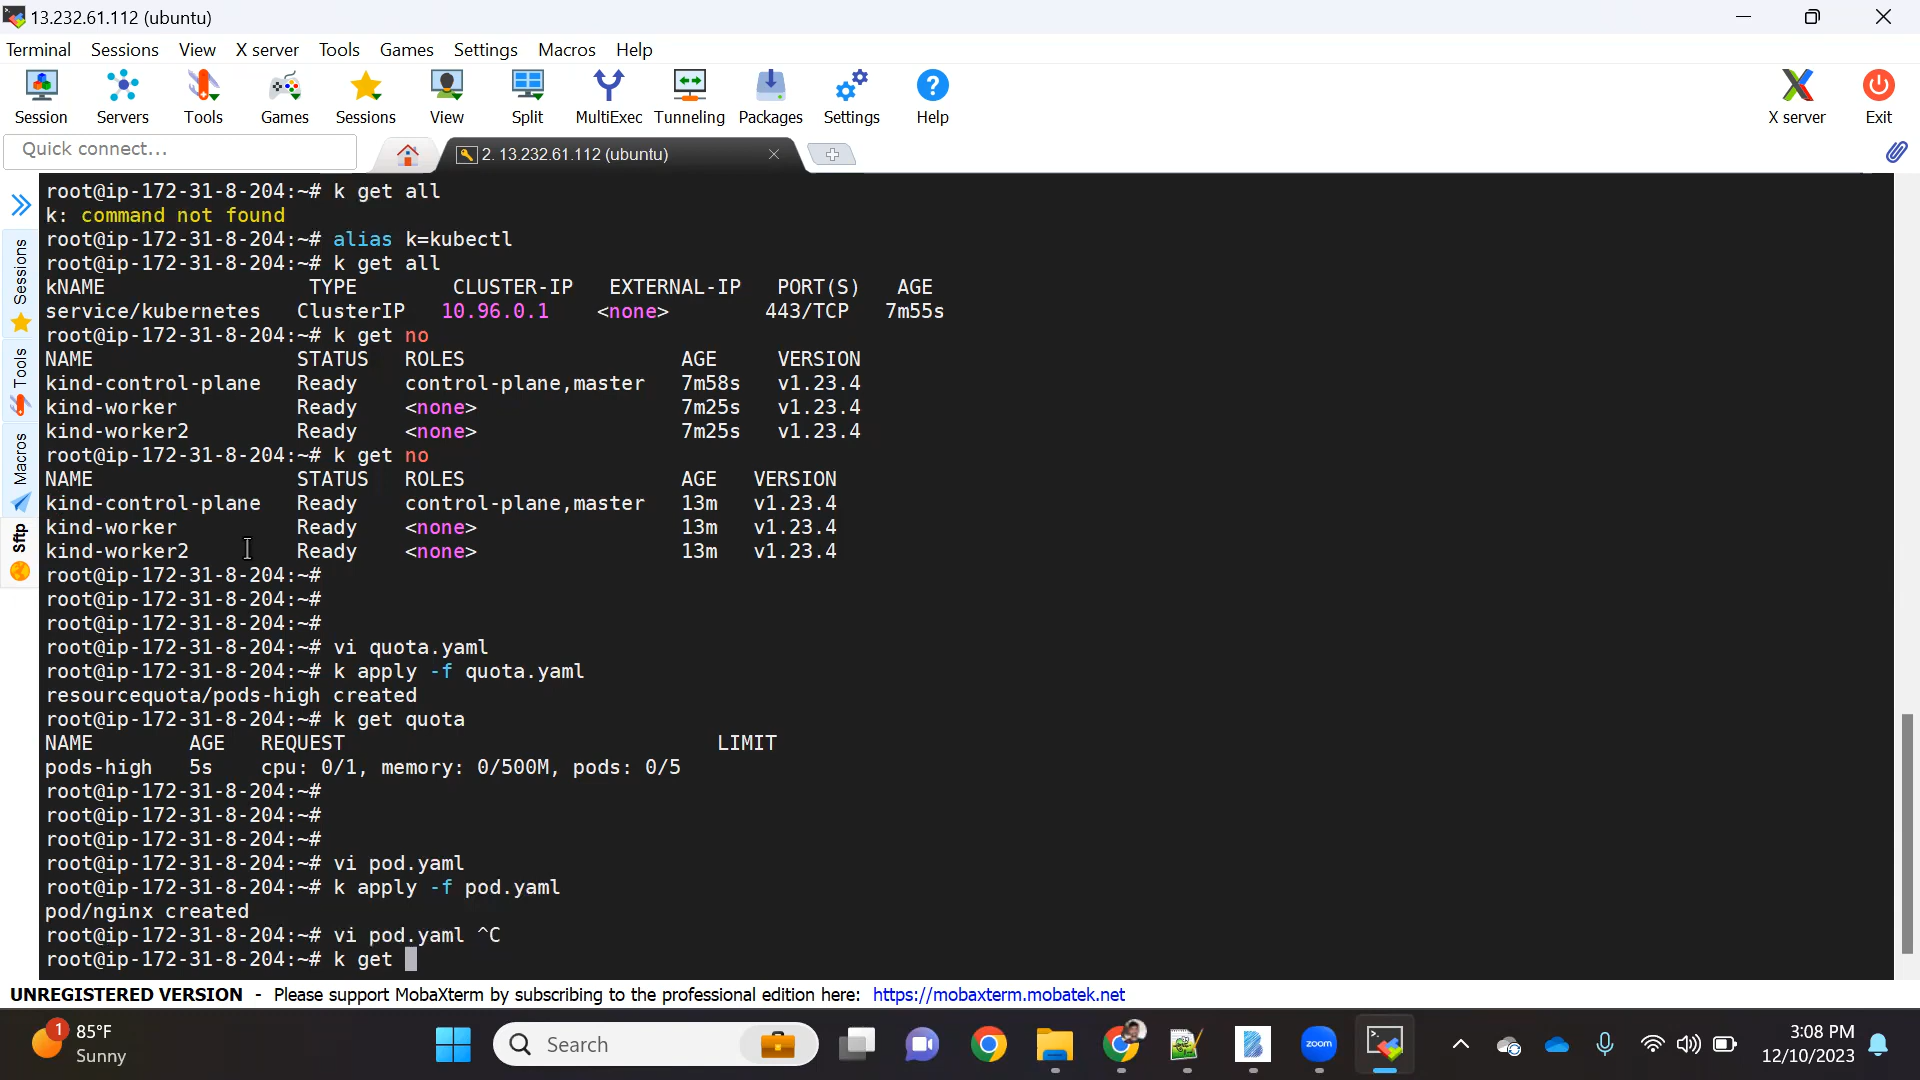 13.232.61.112 (ubuntu)
Terminal Sessions View X server Tools Games Settings Macros Help
Session Servers Tools Games Sessions View Split MultiExec Tunneling Packages Settings Help X server Exit
Quick connect...
2. 13.232.61.112 (ubuntu)
Sessions
Tools
Macros
Sftp
root@ip-172-31-8-204:~# k get all
k: command not found
root@ip-172-31-8-204:~# alias k=kubectl
root@ip-172-31-8-204:~# k get all
kNAME TYPE CLUSTER-IP EXTERNAL-IP PORT(S) AGE
service/kubernetes ClusterIP 10.96.0.1 <none> 443/TCP 7m55s
root@ip-172-31-8-204:~# k get no
NAME STATUS ROLES AGE VERSION
kind-control-plane Ready control-plane,master 7m58s v1.23.4
kind-worker Ready <none> 7m25s v1.23.4
kind-worker2 Ready <none> 7m25s v1.23.4
root@ip-172-31-8-204:~# k get no
NAME STATUS ROLES AGE VERSION
kind-control-plane Ready control-plane,master 13m v1.23.4
kind-worker Ready <none> 13m v1.23.4
kind-worker2 Ready <none> 13m v1.23.4
root@ip-172-31-8-204:~#
root@ip-172-31-8-204:~#
root@ip-172-31-8-204:~#
root@ip-172-31-8-204:~# vi quota.yaml
root@ip-172-31-8-204:~# k apply -f quota.yaml
resourcequota/pods-high created
root@ip-172-31-8-204:~# k get quota
NAME AGE REQUEST LIMIT
pods-high 5s cpu: 0/1, memory: 0/500M, pods: 0/5
root@ip-172-31-8-204:~#
root@ip-172-31-8-204:~#
root@ip-172-31-8-204:~#
root@ip-172-31-8-204:~# vi pod.yaml
root@ip-172-31-8-204:~# k apply -f pod.yaml
pod/nginx created
root@ip-172-31-8-204:~# vi pod.yaml ^C
root@ip-172-31-8-204:~# k get
UNREGISTERED VERSION - Please support MobaXterm by subscribing to the professional edition here: https://mobaxterm.mobatek.net
1
85°F
Sunny
Search
zoom
3:08 PM
12/10/2023